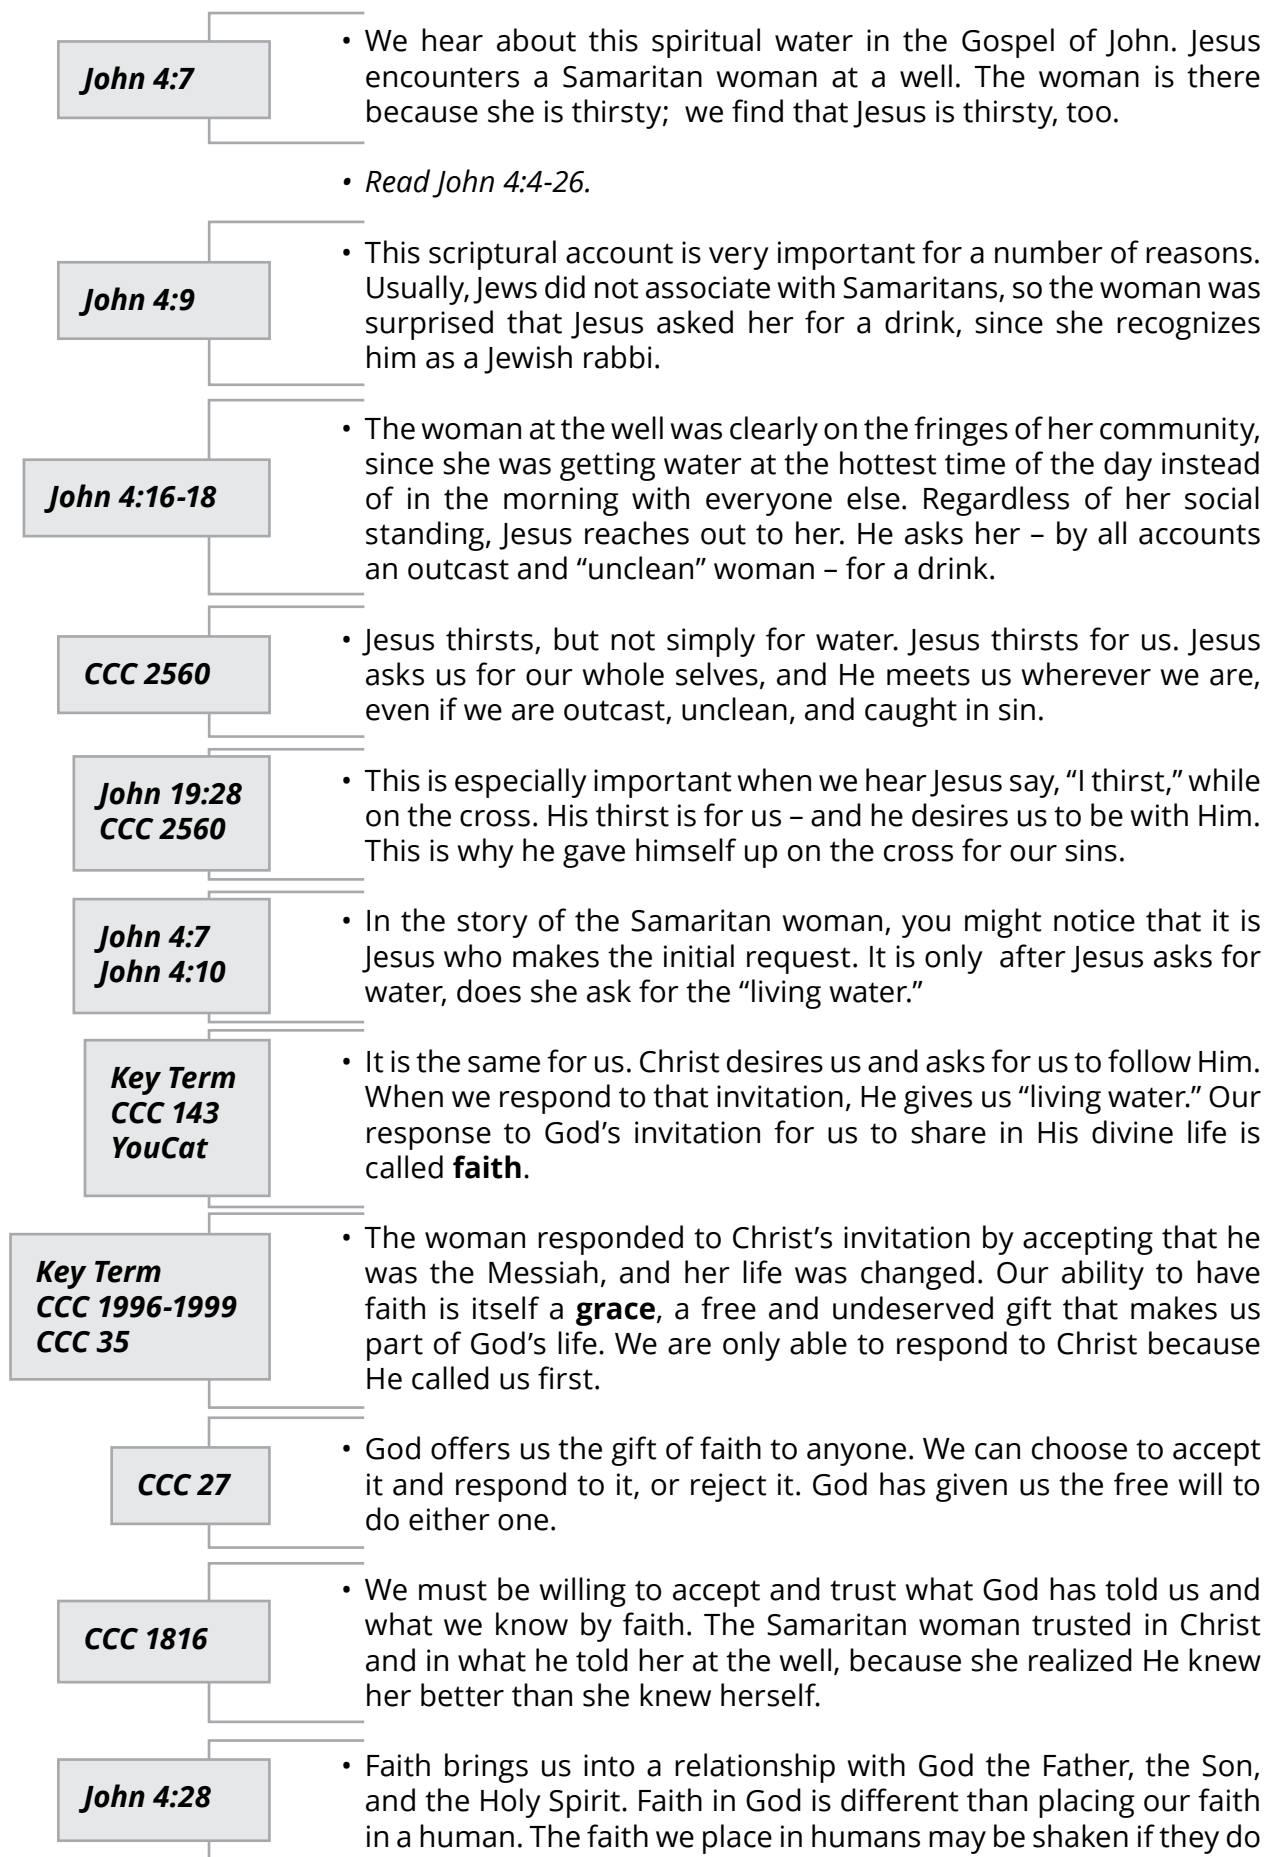 John 4:7
• We hear about this spiritual water in the Gospel of John. Jesus
encounters a Samaritan woman at a well. The woman is there
because she is thirsty;  we find that Jesus is thirsty, too.
• Read John 4:4-26.
John 4:9
• This scriptural account is very important for a number of reasons.
Usually, Jews did not associate with Samaritans, so the woman was
surprised that Jesus asked her for a drink, since she recognizes
him as a Jewish rabbi.
John 4:16-18
• The woman at the well was clearly on the fringes of her community,
since she was getting water at the hottest time of the day instead
of in the morning with everyone else. Regardless of her social
standing, Jesus reaches out to her. He asks her – by all accounts
an outcast and “unclean” woman – for a drink.
CCC 2560
• Jesus thirsts, but not simply for water. Jesus thirsts for us. Jesus
asks us for our whole selves, and He meets us wherever we are,
even if we are outcast, unclean, and caught in sin.
John 19:28
CCC 2560
• This is especially important when we hear Jesus say, “I thirst,” while
on the cross. His thirst is for us – and he desires us to be with Him.
This is why he gave himself up on the cross for our sins.
John 4:7
John 4:10
• In the story of the Samaritan woman, you might notice that it is
Jesus who makes the initial request. It is only  after Jesus asks for
water, does she ask for the “living water.”
Key Term
CCC 143
YouCat
• It is the same for us. Christ desires us and asks for us to follow Him.
When we respond to that invitation, He gives us “living water.” Our
response to God’s invitation for us to share in His divine life is
called faith.
Key Term
CCC 1996-1999
CCC 35
• The woman responded to Christ’s invitation by accepting that he
was the Messiah, and her life was changed. Our ability to have
faith is itself a grace, a free and undeserved gift that makes us
part of God’s life. We are only able to respond to Christ because
He called us first.
CCC 27
• God offers us the gift of faith to anyone. We can choose to accept
it and respond to it, or reject it. God has given us the free will to
do either one.
CCC 1816
• We must be willing to accept and trust what God has told us and
what we know by faith. The Samaritan woman trusted in Christ
and in what he told her at the well, because she realized He knew
her better than she knew herself.
John 4:28
• Faith brings us into a relationship with God the Father, the Son,
and the Holy Spirit. Faith in God is different than placing our faith
in a human. The faith we place in humans may be shaken if they do